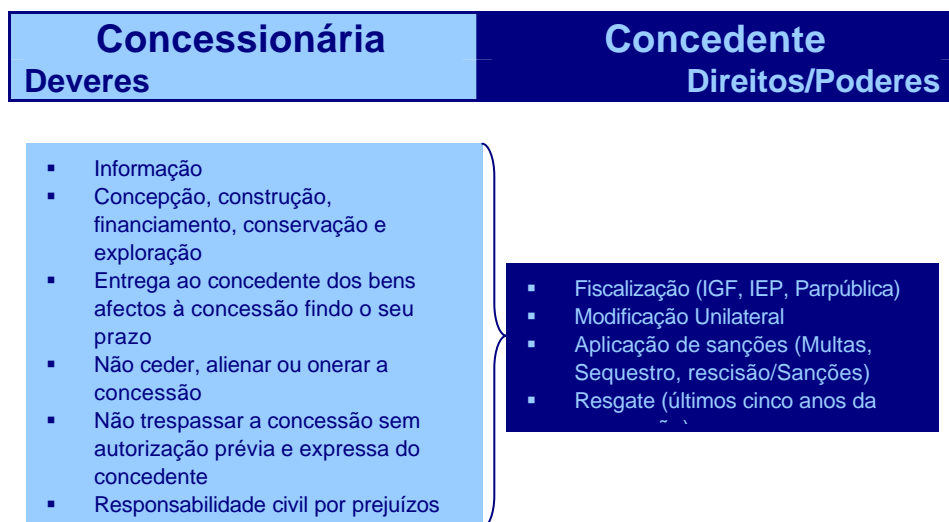 Concessionária
Deveres
Concedente
Direitos/Poderes
▪ Informação
▪ Concepção, construção,
financiamento, conservação e
exploração
▪ Entrega ao concedente dos bens
afectos à concessão findo o seu
prazo
▪ Não ceder, alienar ou onerar a
concessão
▪ Não trespassar a concessão sem
autorização prévia e expressa do
concedente
▪ Responsabilidade civil por prejuízos
▪ Fiscalização (IGF, IEP, Parpública)
▪ Modificação Unilateral
▪ Aplicação de sanções (Multas,
Sequestro, rescisão/Sanções)
▪ Resgate (últimos cinco anos da